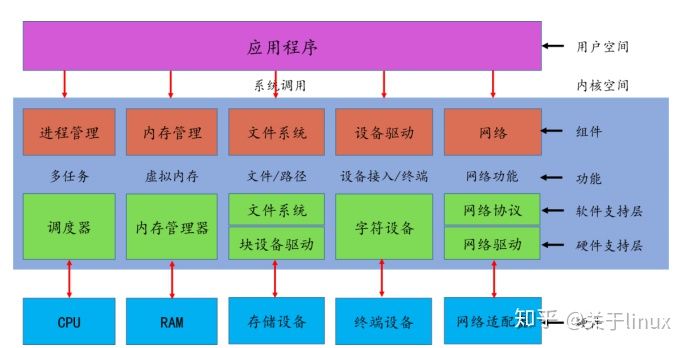 应用程序
用户空间
系统调用
内核空间
进程管理
内存管理
文件系统
设备驱动
网络
组件
多任务
虚拟内存
文件/路径
设备接入/终端
网络功能
功能
调度器
内存管理器
文件系统
字符设备
网络协议
软件支持层
块设备驱动
网络驱动
硬件支持层
CPU
RAM
存储设备
终端设备
网络适配
知乎 @关于linux